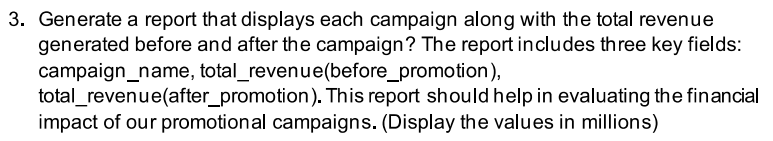 3. Generate a report that displays each campaign along with the total revenue
generated before and after the campaign? The report includes three key fields:
campaign_name, total_revenue(before_promotion),
total_revenue(after_promotion). This report should help in evaluating the financial
impact of our promotional campaigns. (Display the values in millions)